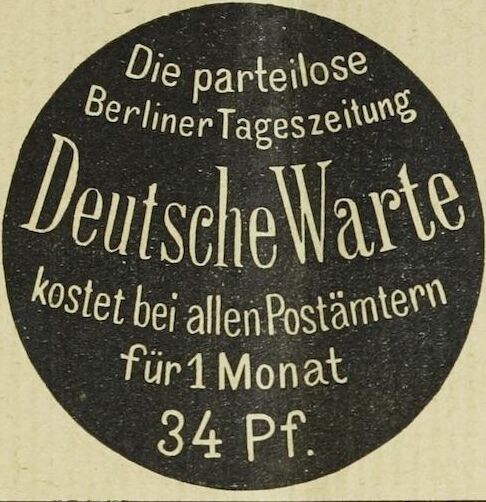 Die parteilose
Berliner Tageszeitung
Deutsche Warte
kostet bei allen Postämtern
für 1 Monat
34 Pf.